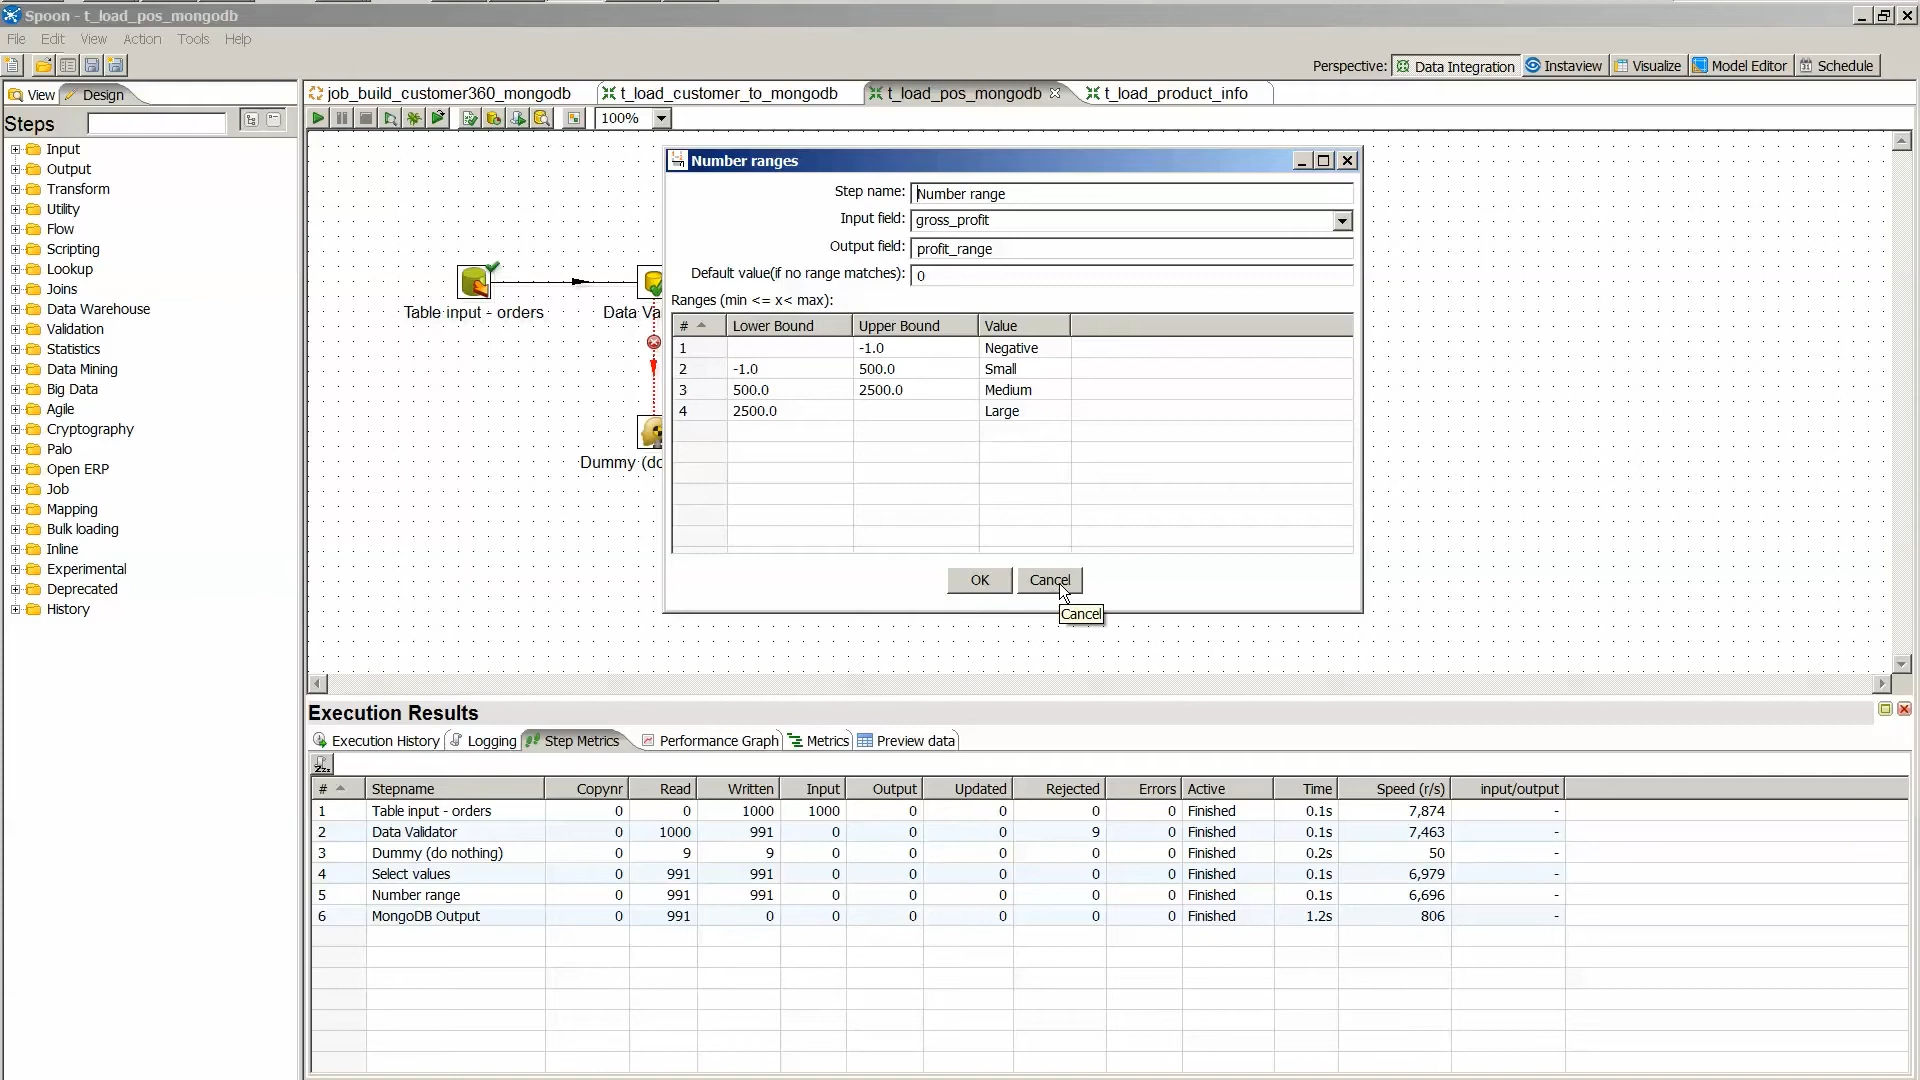 Spoon - t_load_pos_mongodb
File Edit View Action Tools Help
Perspective: Data Integration Instaview Visualize Model Editor Schedule
View Design
job_build_customer360_mongodb t_load_customer_to_mongodb t_load_pos_mongodb t_load_product_info
Steps
100%
Input
Output
Transform
Utility
Flow
Scripting
Lookup
Joins
Data Warehouse
Validation
Statistics
Data Mining
Big Data
Agile
Cryptography
Palo
Open ERP
Job
Mapping
Bulk loading
Inline
Experimental
Deprecated
History
Table input - orders
Data Va
Dummy (do
Number ranges
Step name: Number range
Input field: gross_profit
Output field: profit_range
Default value(if no range matches): 0
Ranges (min <= x< max):
# Lower Bound Upper Bound Value
1 -1.0 Negative
2 -1.0 500.0 Small
3 500.0 2500.0 Medium
4 2500.0 Large
OK Cancel
Cancel
Execution Results
Execution History Logging Step Metrics Performance Graph Metrics Preview data
# Stepname Copynr Read Written Input Output Updated Rejected Errors Active Time Speed (r/s) input/output
1 Table input - orders 0 0 1000 1000 0 0 0 0 Finished 0.1s 7,874 -
2 Data Validator 0 1000 991 0 0 0 9 0 Finished 0.1s 7,463 -
3 Dummy (do nothing) 0 9 9 0 0 0 0 0 Finished 0.2s 50 -
4 Select values 0 991 991 0 0 0 0 0 Finished 0.1s 6,979 -
5 Number range 0 991 991 0 0 0 0 0 Finished 0.1s 6,696 -
6 MongoDB Output 0 991 0 0 0 0 0 0 Finished 1.2s 806 -